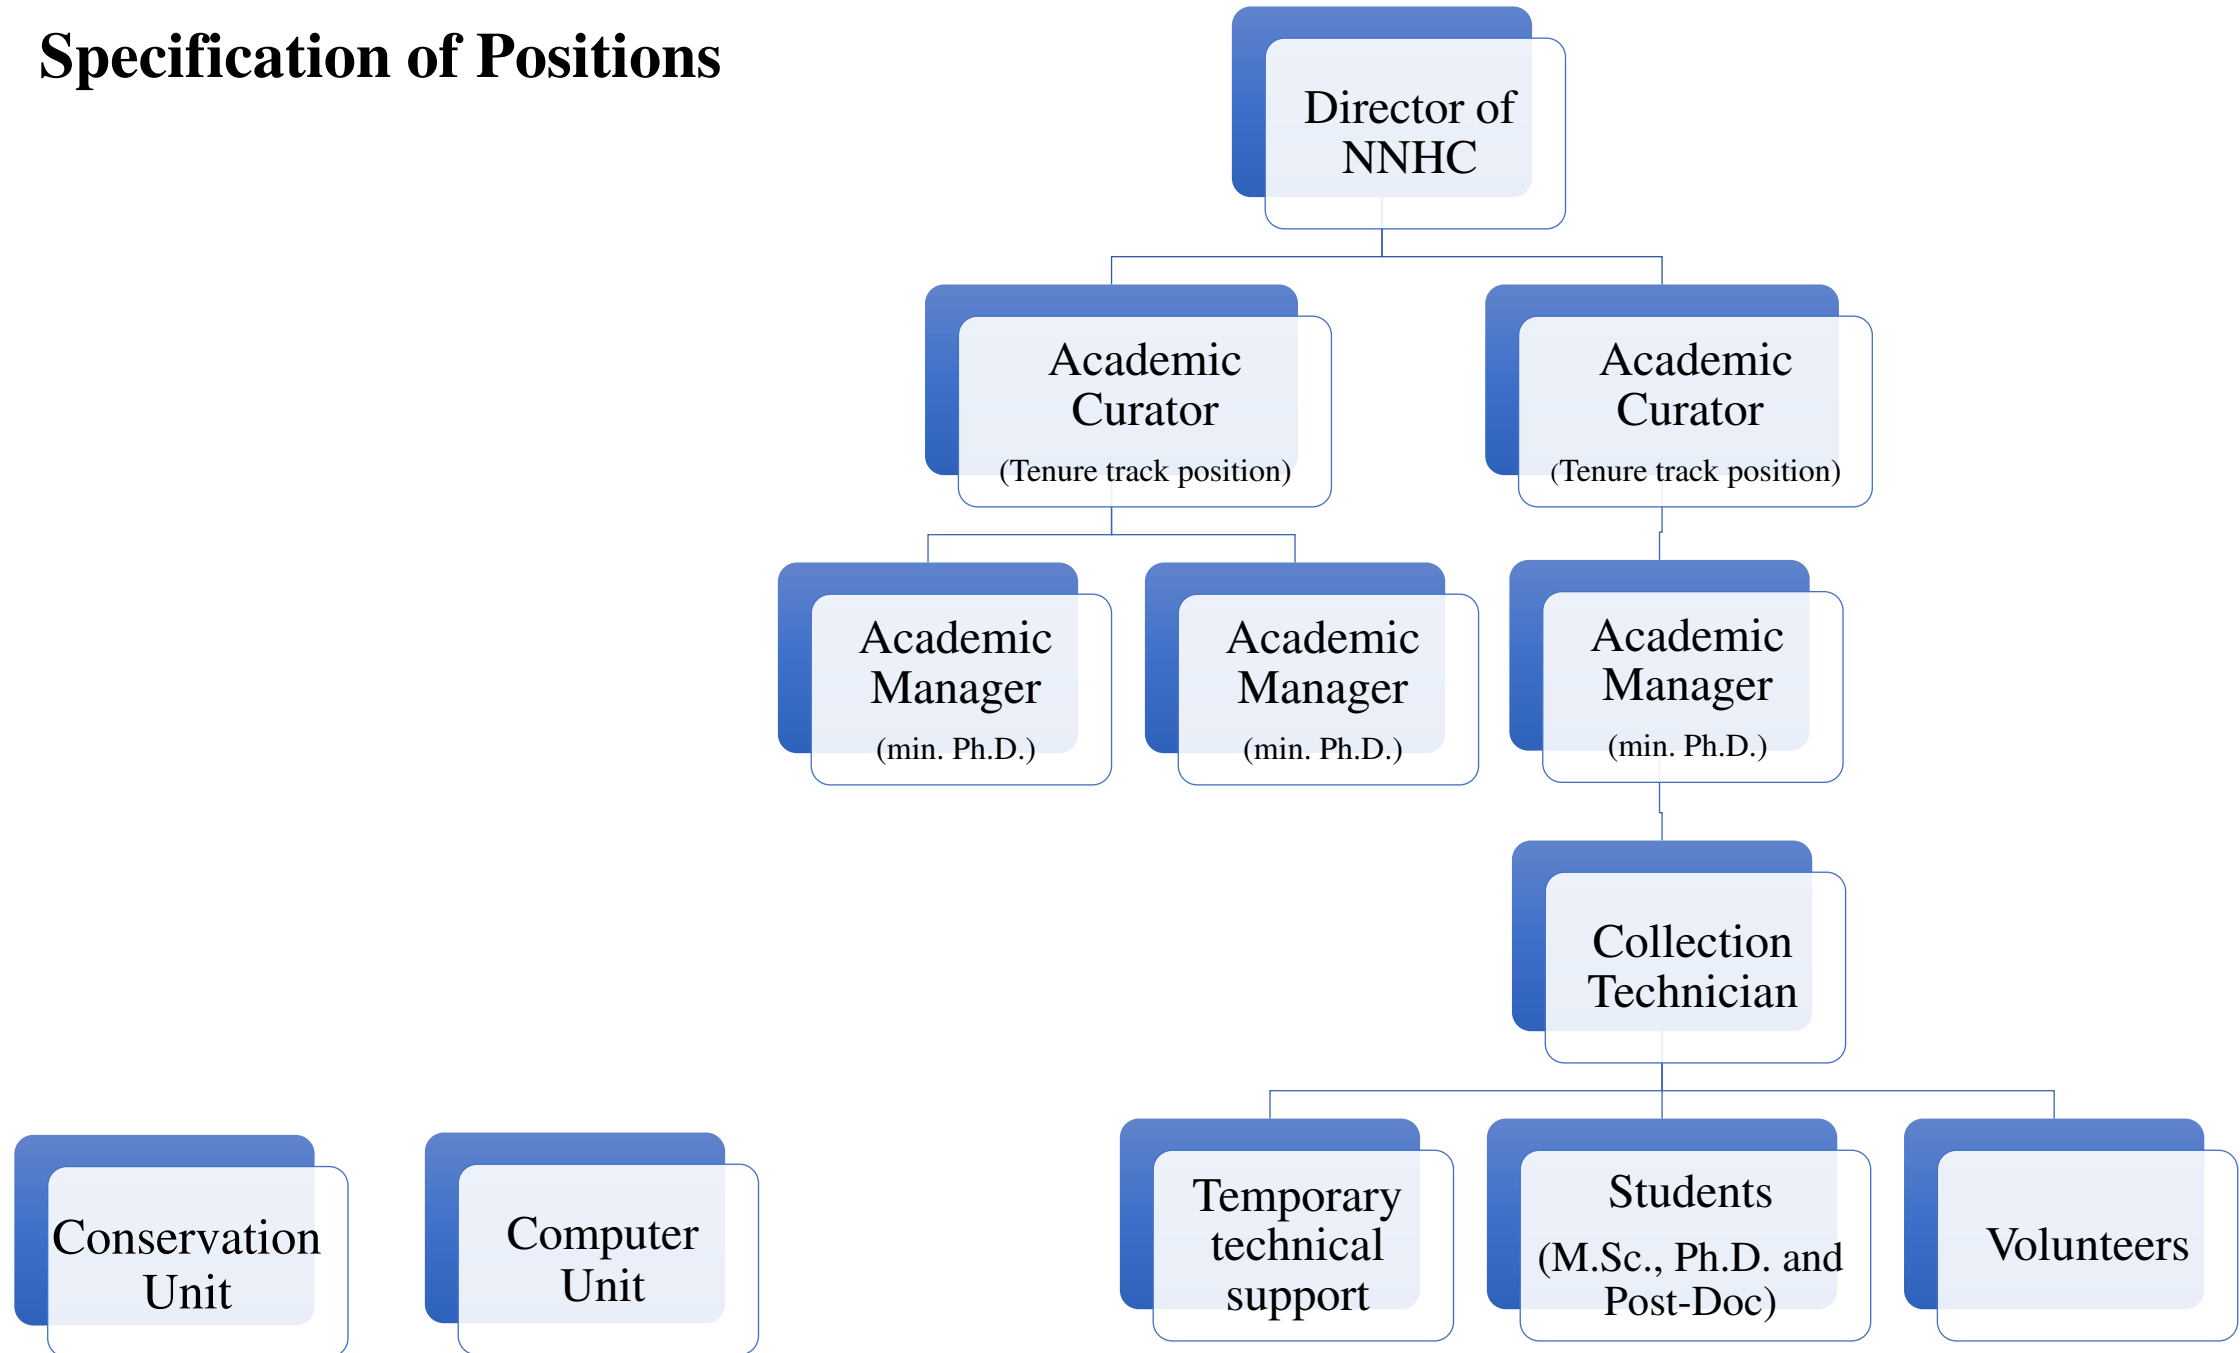 Specification of Positions
Director of
NNHC
Academic
Curator
(Tenure track position)
Academic
Curator
(Tenure track position)
Academic
Manager
(min. Ph.D.)
Academic
Manager
(min. Ph.D.)
Academic
Manager
(min. Ph.D.)
Collection
Technician
Conservation
Unit
Computer
Unit
Temporary
technical
support
Students
(M.Sc., Ph.D. and
Post-Doc)
Volunteers